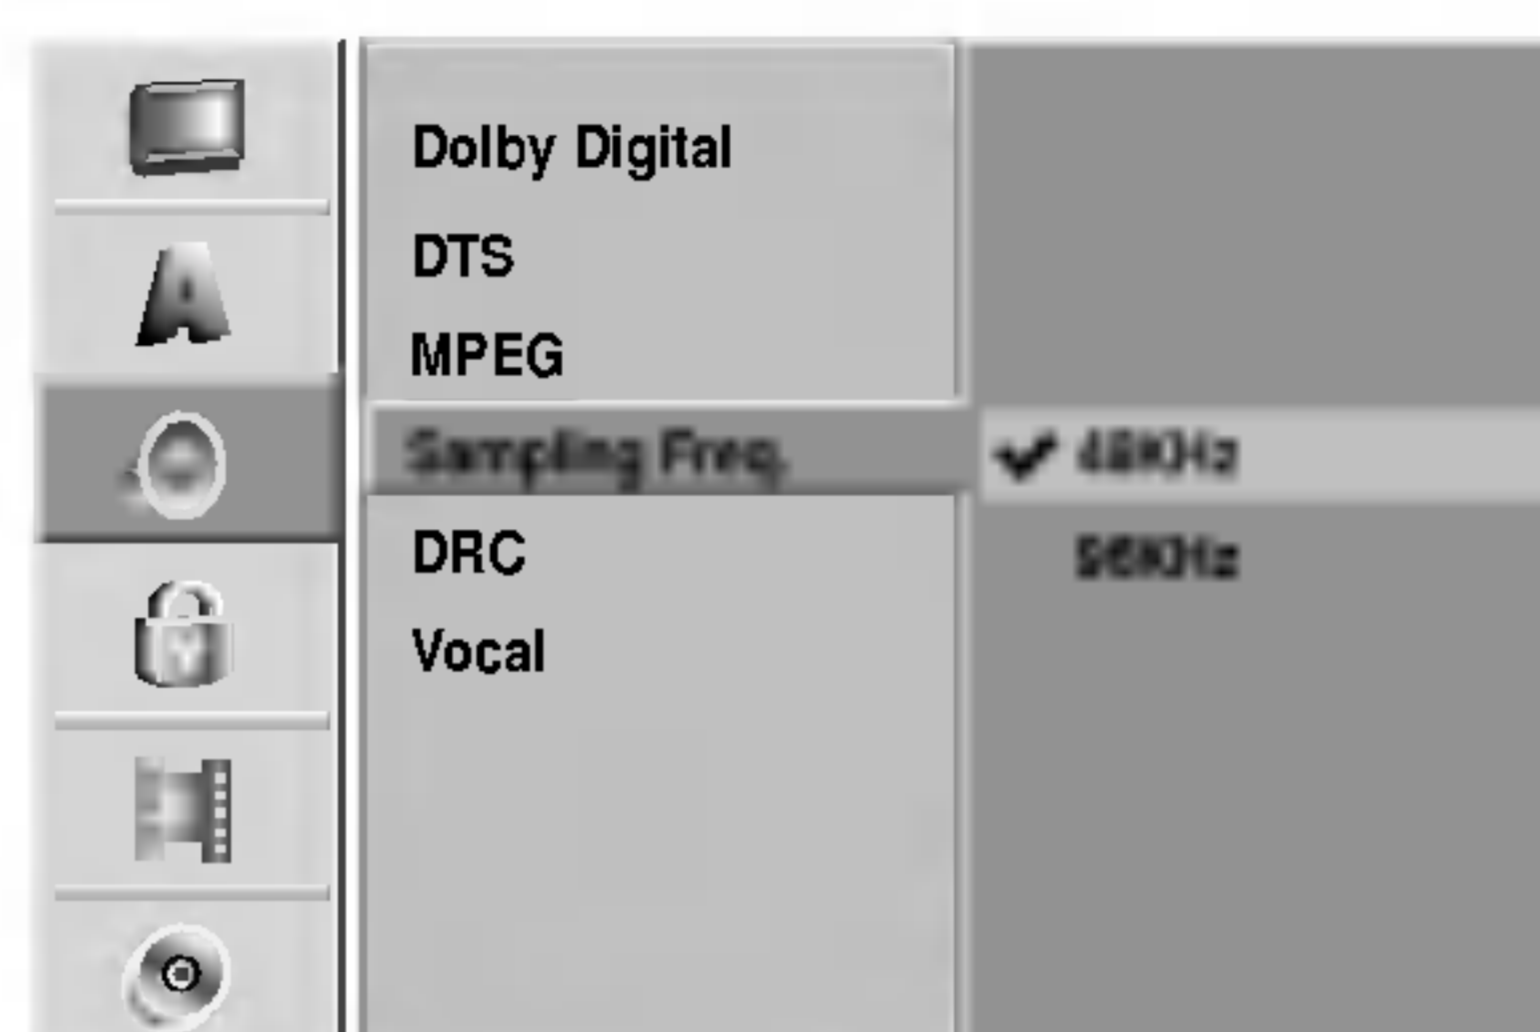 Dolby Digital
DTS
MPEG
Sampling Freq.
48KHz
96KHz
DRC
Vocal